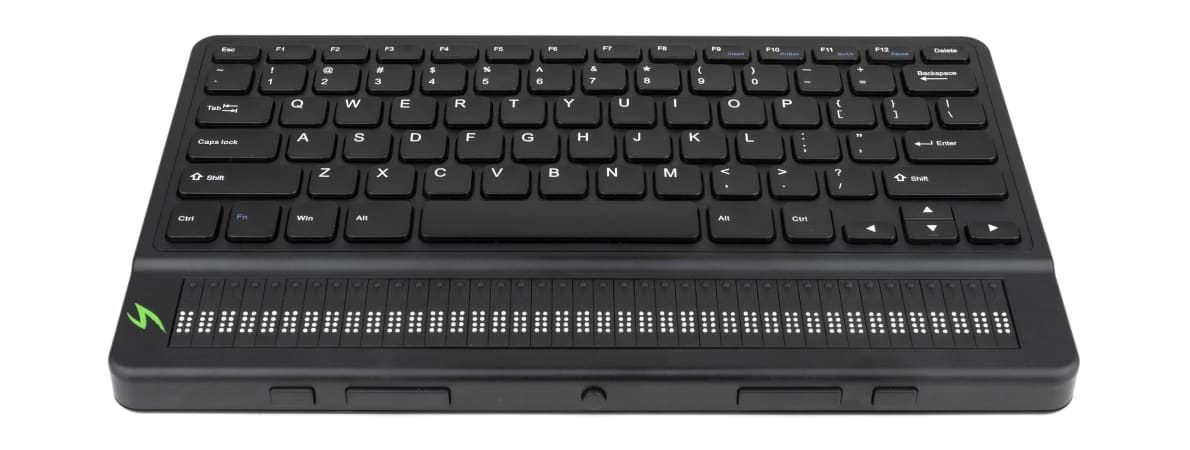 Esc F1 F2 F3 F4 F5 F6 F7 F8 F9 Insert F10 PrtScn F11 ScrLk F12 Pause Delete
~ ! @ # $ % ^ & * ( ) — + Backspace
` 1 2 3 4 5 6 7 8 9 0 - =
Tab Q W E R T Y U I O P { } |
[ ] \
Caps lock A S D F G H J K L : " Enter
; ,
Shift Z X C V B N M < > ? Shift
, . /
Ctrl Fn Win Alt Alt Ctrl